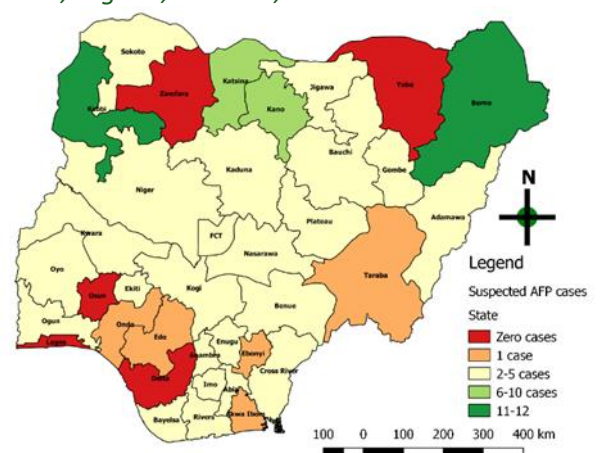 Sokoto
Katsina
Zamfara
Kebbi
Kano
Jigawa
Yobe
Borno
Bauchi
Gombe
Kaduna
Niger
Adamawa
Plateau
FCT
Kwara
Nasarawa
Taraba
Oyo
Kogi
Benue
Osun
Ekiti
Ogun
Ondo
Edo
Enugu
Lagos
Anambra
Ebonyi
Delta
Imo
Abia
Cross River
Bayelsa
Rivers
Akwa Ibom
N
Legend
Suspected AFP cases
State
Zero cases
1 case
2-5 cases
6-10 cases
11-12
100 0 100 200 300 400 km